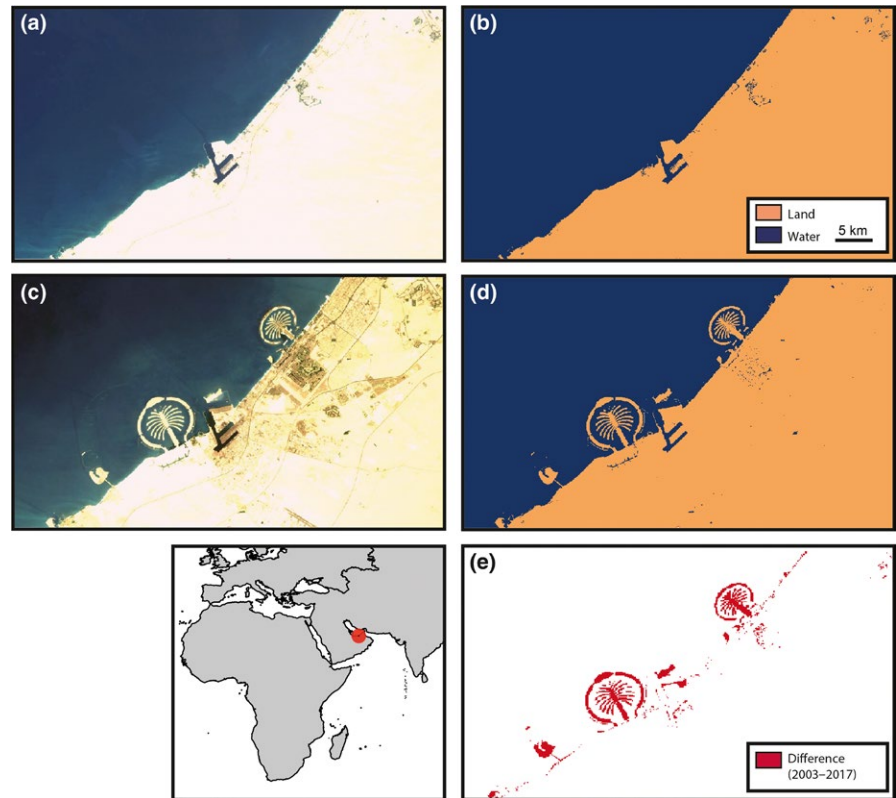 (a)
(b)
Land
Water
5 km
(c)
(d)
(e)
Difference
(2003–2017)